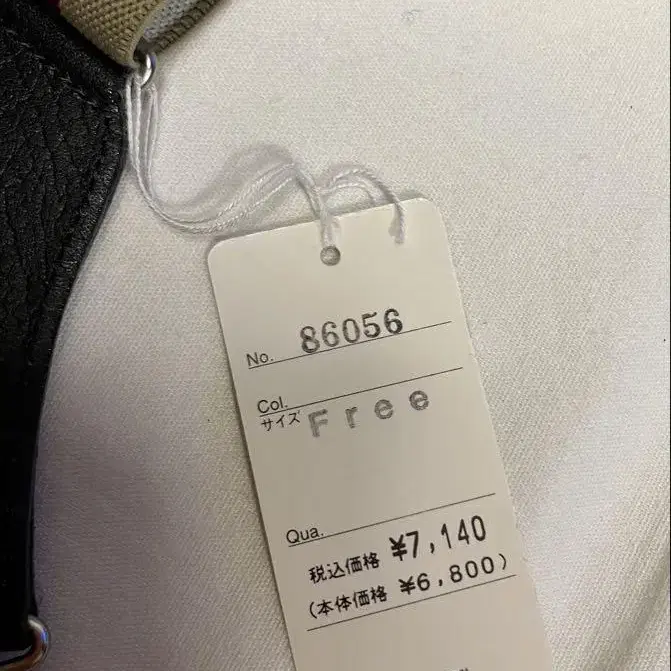 No. 86056
Col.
サイズ Free
Qua.
税込価格 ¥7,140
(本体価格 ¥6,800)